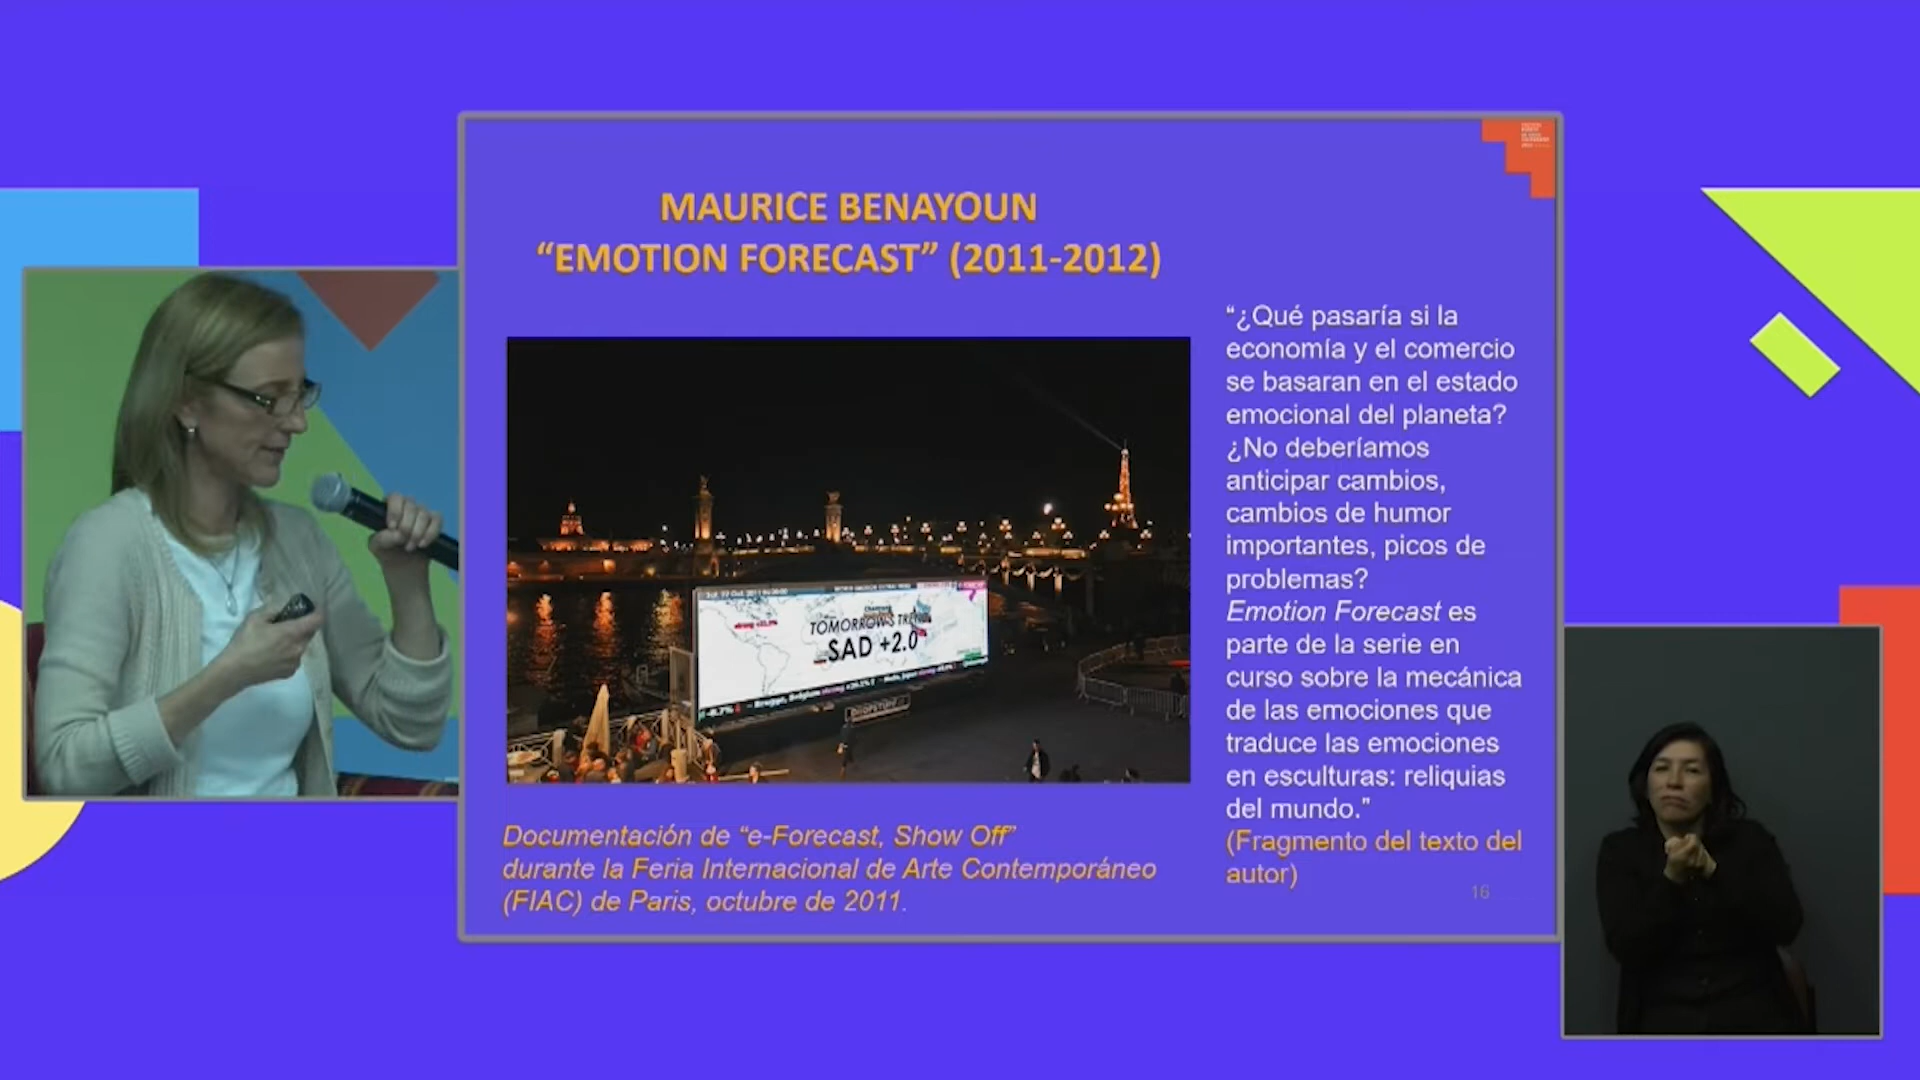 MAURICE BENAYOUN
“EMOTION FORECAST” (2011-2012)
“¿Qué pasaría si la
economía y el comercio
se basaran en el estado
emocional del planeta?
¿No deberíamos
anticipar cambios,
cambios de humor
importantes, picos de
problemas?
Emotion Forecast es
parte de la serie en
curso sobre la mecánica
de las emociones que
traduce las emociones
en esculturas: reliquias
del mundo.”
(Fragmento del texto del
autor)
TOMORROW'S TREND
SAD +2.0
Documentación de “e-Forecast, Show Off”
durante la Feria Internacional de Arte Contemporáneo
(FIAC) de Paris, octubre de 2011.
16